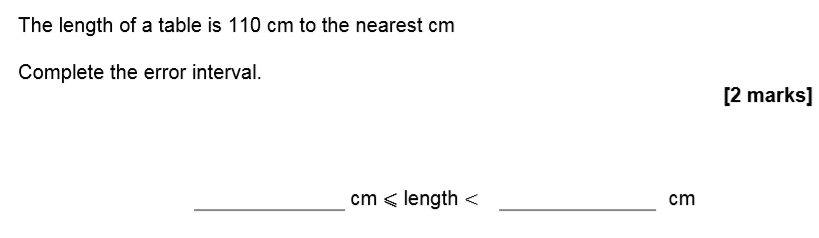 The length of a table is 110 cm to the nearest cm
Complete the error interval.
[2 marks]
cm ⩽ length < cm